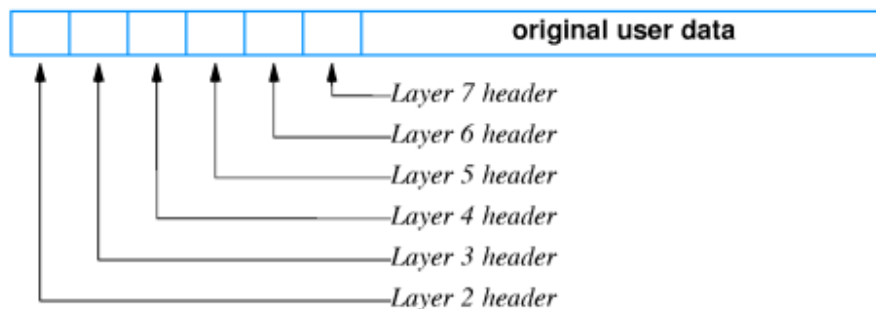 original user data
Layer 7 header
Layer 6 header
Layer 5 header
Layer 4 header
Layer 3 header
Layer 2 header